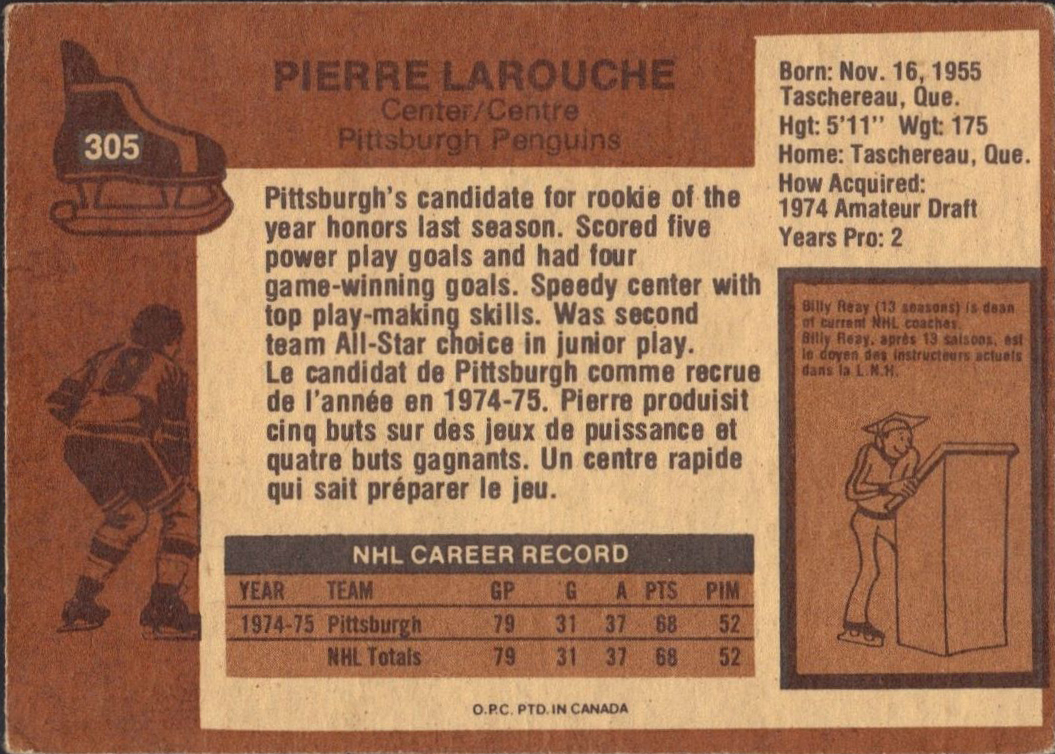 305
PIERRE LAROUCHE
Center/Centre
Pittsburgh Penguins
Born: Nov. 16, 1955
Taschereau, Que.
Hgt: 5'11" Wgt: 175
Home: Taschereau, Que.
How Acquired:
1974 Amateur Draft
Years Pro: 2
Pittsburgh's candidate for rookie of the
year honors last season. Scored five
power play goals and had four
game-winning goals. Speedy center with
top play-making skills. Was second
team All-Star choice in junior play.
Le candidat de Pittsburgh comme recrue
de l'année en 1974-75. Pierre produisit
cinq buts sur des jeux de puissance et
quatre buts gagnants. Un centre rapide
qui sait préparer le jeu.
Billy Reay (13 seasons) is dean
of current NHL coaches.
Billy Reay, après 13 saisons, est
le doyen des instructeurs actuels
dans la L.N.H.
NHL CAREER RECORD
YEAR TEAM GP G A PTS PIM
1974-75 Pittsburgh 79 31 37 68 52
NHL Totals 79 31 37 68 52
O.P.C. PTD. IN CANADA